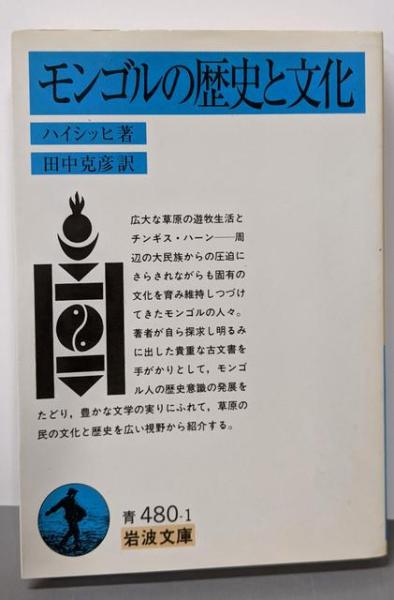 モンゴルの歴史と文化
ハイシッヒ著
田中克彦訳
広大な草原の遊牧生活と
チンギス・ハーン──周
辺の大民族からの圧迫に
さらされながらも固有の
文化を育み維持しつづけ
てきたモンゴルの人々。
著者が自ら探求し明るみ
に出した貴重な古文書を
手がかりとして，モンゴ
ル人の歴史意識の発展を
たどり，豊かな文学の実りにふれて，草原の
民の文化と歴史を広い視野から紹介する。
青 480-1
岩波文庫